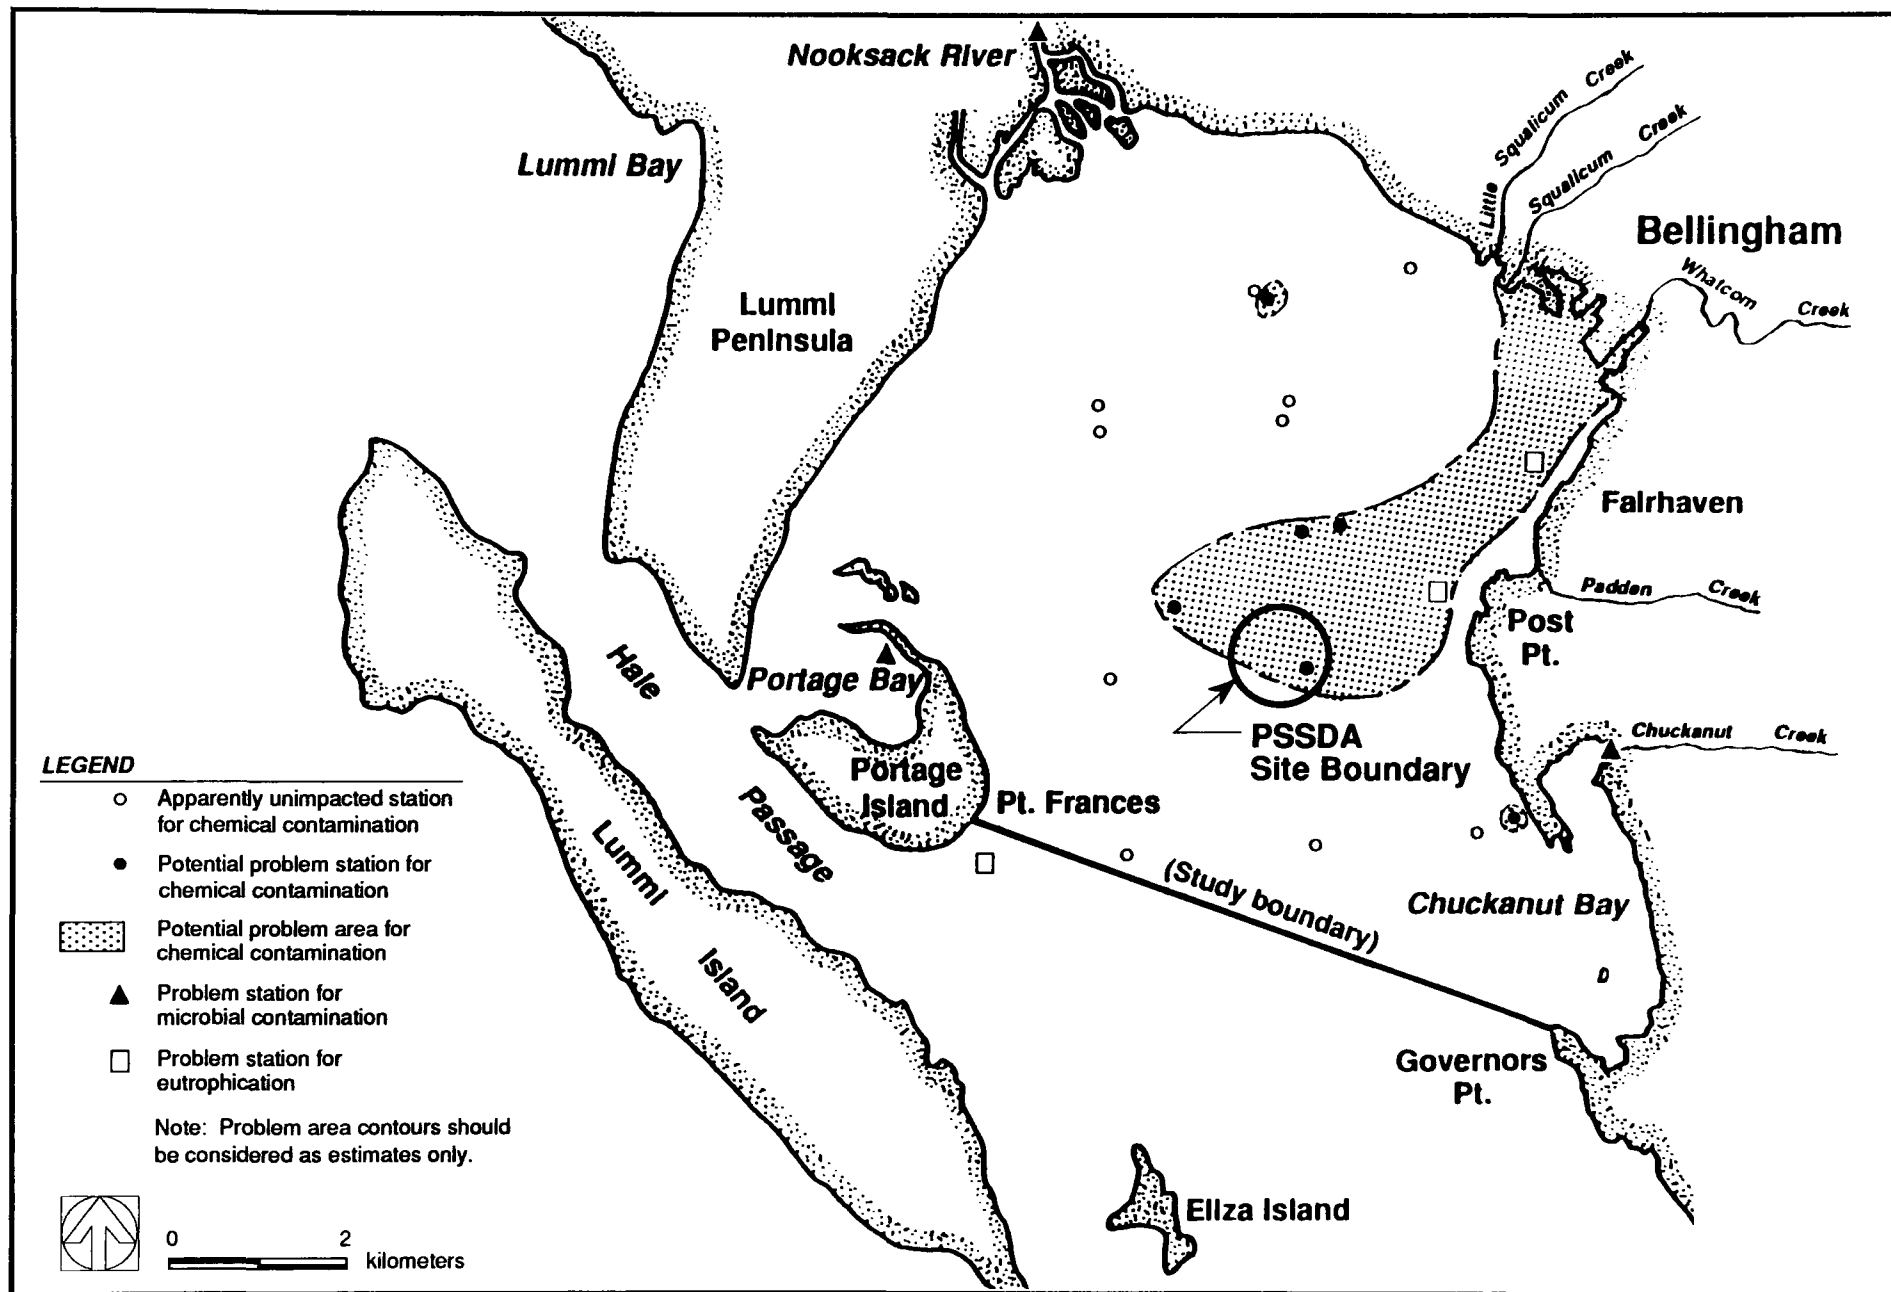 Nooksack River
Little Squalicum Creek
Squalicum Creek
Lummi Bay
Bellingham
Whatcom Creek
Lummi
Peninsula
Fairhaven
Padden Creek
Post
Pt.
Hale Passage
Portage Bay
PSSDA
Site Boundary
Chuckanut Creek
Portage
Island
Pt. Frances
Lummi Island
(Study boundary)
Chuckanut Bay
Governors
Pt.
Eliza Island
LEGEND
Apparently unimpacted station
for chemical contamination
Potential problem station for
chemical contamination
Potential problem area for
chemical contamination
Problem station for
microbial contamination
Problem station for
eutrophication
Note: Problem area contours should
be considered as estimates only.
0 2
kilometers